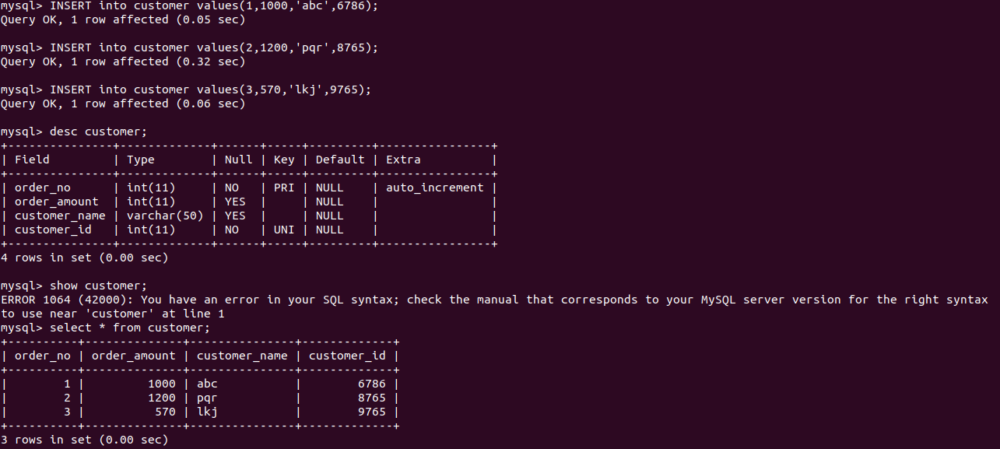 mysql> INSERT into customer values(1,1000,'abc',6786);
Query OK, 1 row affected (0.05 sec)

mysql> INSERT into customer values(2,1200,'pqr',8765);
Query OK, 1 row affected (0.32 sec)

mysql> INSERT into customer values(3,570,'lkj',9765);
Query OK, 1 row affected (0.06 sec)

mysql> desc customer;
+---------------+-------------+------+-----+---------+----------------+
| Field         | Type        | Null | Key | Default | Extra          |
+---------------+-------------+------+-----+---------+----------------+
| order_no      | int(11)     | NO   | PRI | NULL    | auto_increment |
| order_amount  | int(11)     | YES  |     | NULL    |                |
| customer_name | varchar(50) | YES  |     | NULL    |                |
| customer_id   | int(11)     | NO   | UNI | NULL    |                |
+---------------+-------------+------+-----+---------+----------------+
4 rows in set (0.00 sec)

mysql> show customer;
ERROR 1064 (42000): You have an error in your SQL syntax; check the manual that corresponds to your MySQL server version for the right syntax
to use near 'customer' at line 1
mysql> select * from customer;
+----------+--------------+---------------+-------------+
| order_no | order_amount | customer_name | customer_id |
+----------+--------------+---------------+-------------+
|        1 |         1000 | abc           |        6786 |
|        2 |         1200 | pqr           |        8765 |
|        3 |          570 | lkj           |        9765 |
+----------+--------------+---------------+-------------+
3 rows in set (0.00 sec)